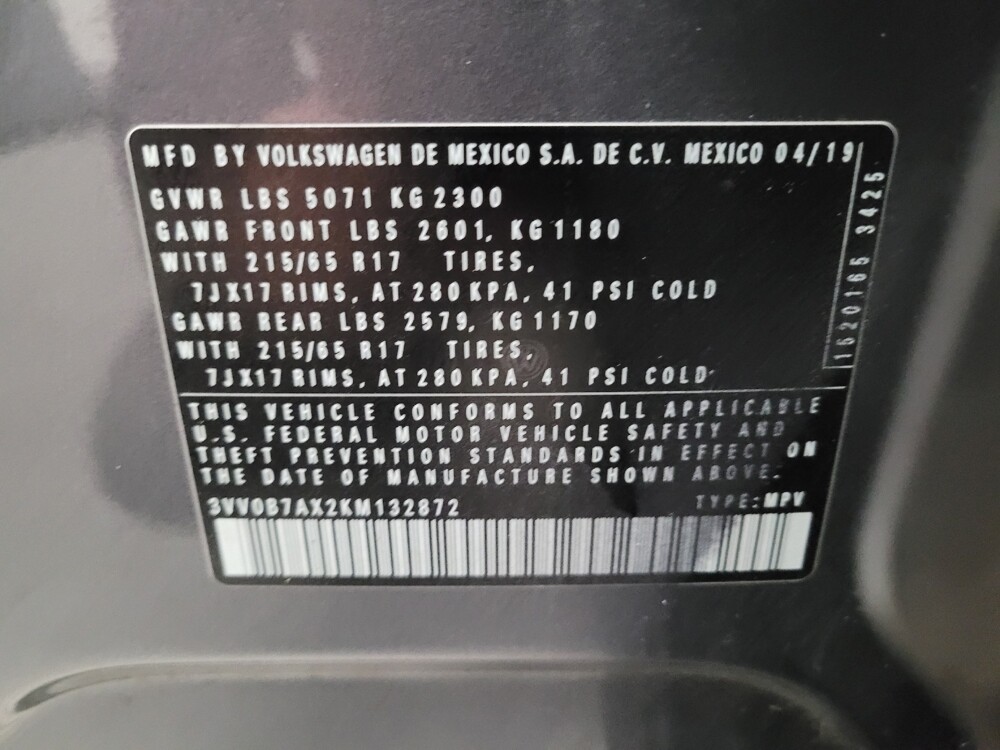 MFD BY VOLKSWAGEN DE MEXICO S.A. DE C.V. MEXICO 04/19
GVWR LBS 5071 KG 2300
GAWR FRONT LBS 2601, KG 1180
WITH 215/65 R17 TIRES,
7JX17 RIMS, AT 280 KPA, 41 PSI COLD
GAWR REAR LBS 2579, KG 1170
WITH 215/65 R17 TIRES,
7JX17 RIMS, AT 280 KPA, 41 PSI COLD
1520165 3425
THIS VEHICLE CONFORMS TO ALL APPLICABLE
U.S. FEDERAL MOTOR VEHICLE SAFETY AND
THEFT PREVENTION STANDARDS IN EFFECT ON
THE DATE OF MANUFACTURE SHOWN ABOVE.
3VV0B7AX2KM132872 TYPE:MPV